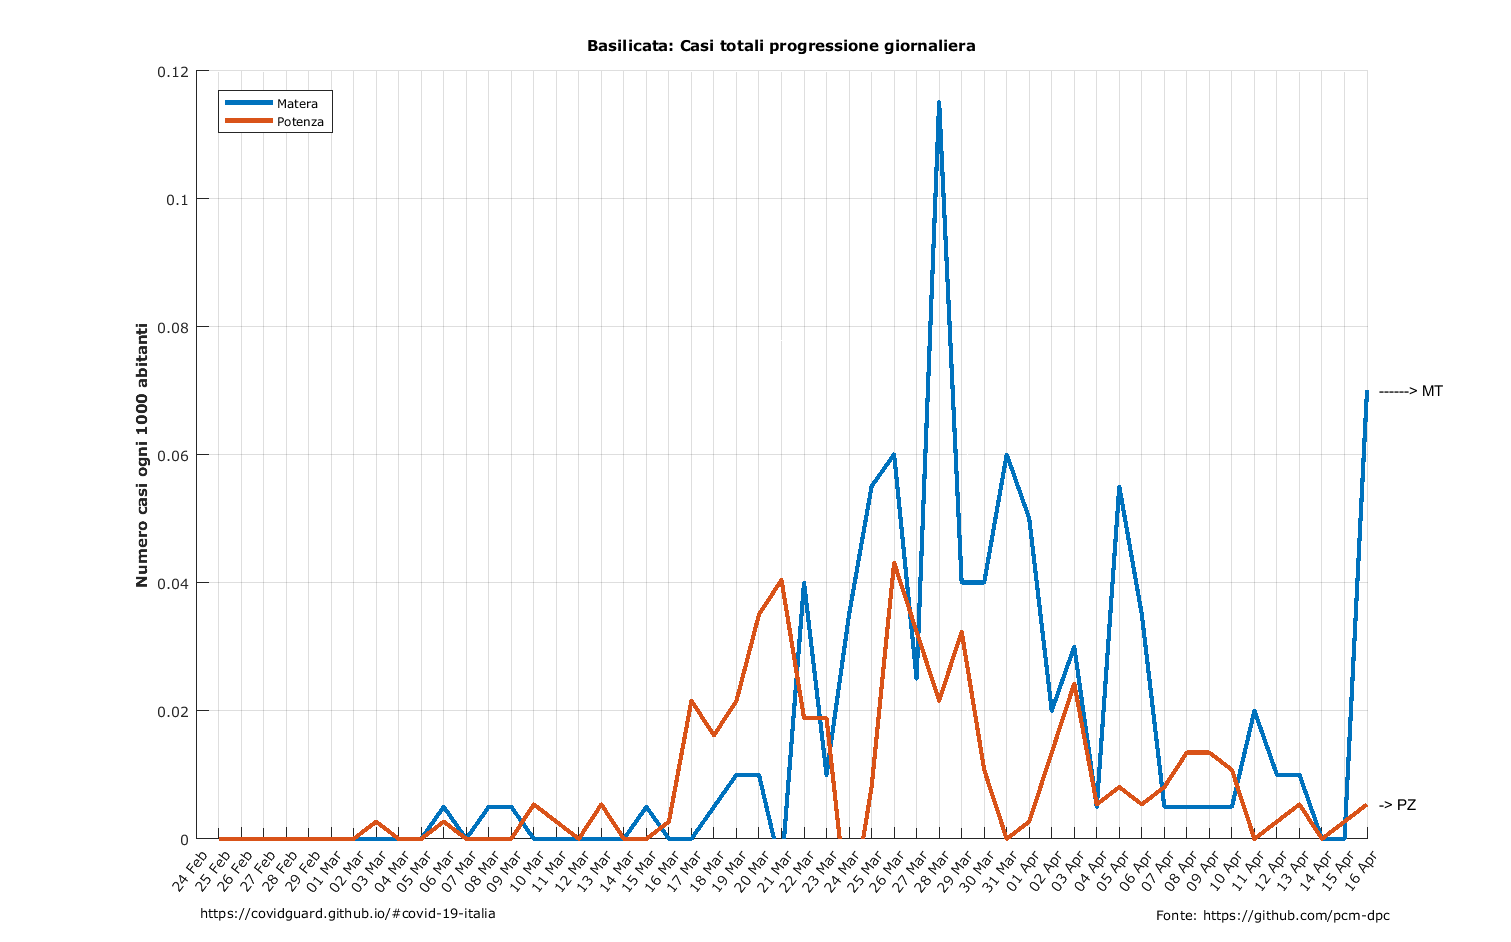 Basilicata: Casi totali progressione giornaliera
0.12
0.1
0.08
0.06
0.04
0.02
0
Numero casi ogni 1000 abitanti
Matera
Potenza
------> MT
-> PZ
24 Feb
25 Feb
26 Feb
27 Feb
28 Feb
29 Feb
01 Mar
02 Mar
03 Mar
04 Mar
05 Mar
06 Mar
07 Mar
08 Mar
09 Mar
10 Mar
11 Mar
12 Mar
13 Mar
14 Mar
15 Mar
16 Mar
17 Mar
18 Mar
19 Mar
20 Mar
21 Mar
22 Mar
23 Mar
24 Mar
25 Mar
26 Mar
27 Mar
28 Mar
29 Mar
30 Mar
31 Mar
01 Apr
02 Apr
03 Apr
04 Apr
05 Apr
06 Apr
07 Apr
08 Apr
09 Apr
10 Apr
11 Apr
12 Apr
13 Apr
14 Apr
15 Apr
16 Apr
https://covidguard.github.io/#covid-19-italia
Fonte: https://github.com/pcm-dpc